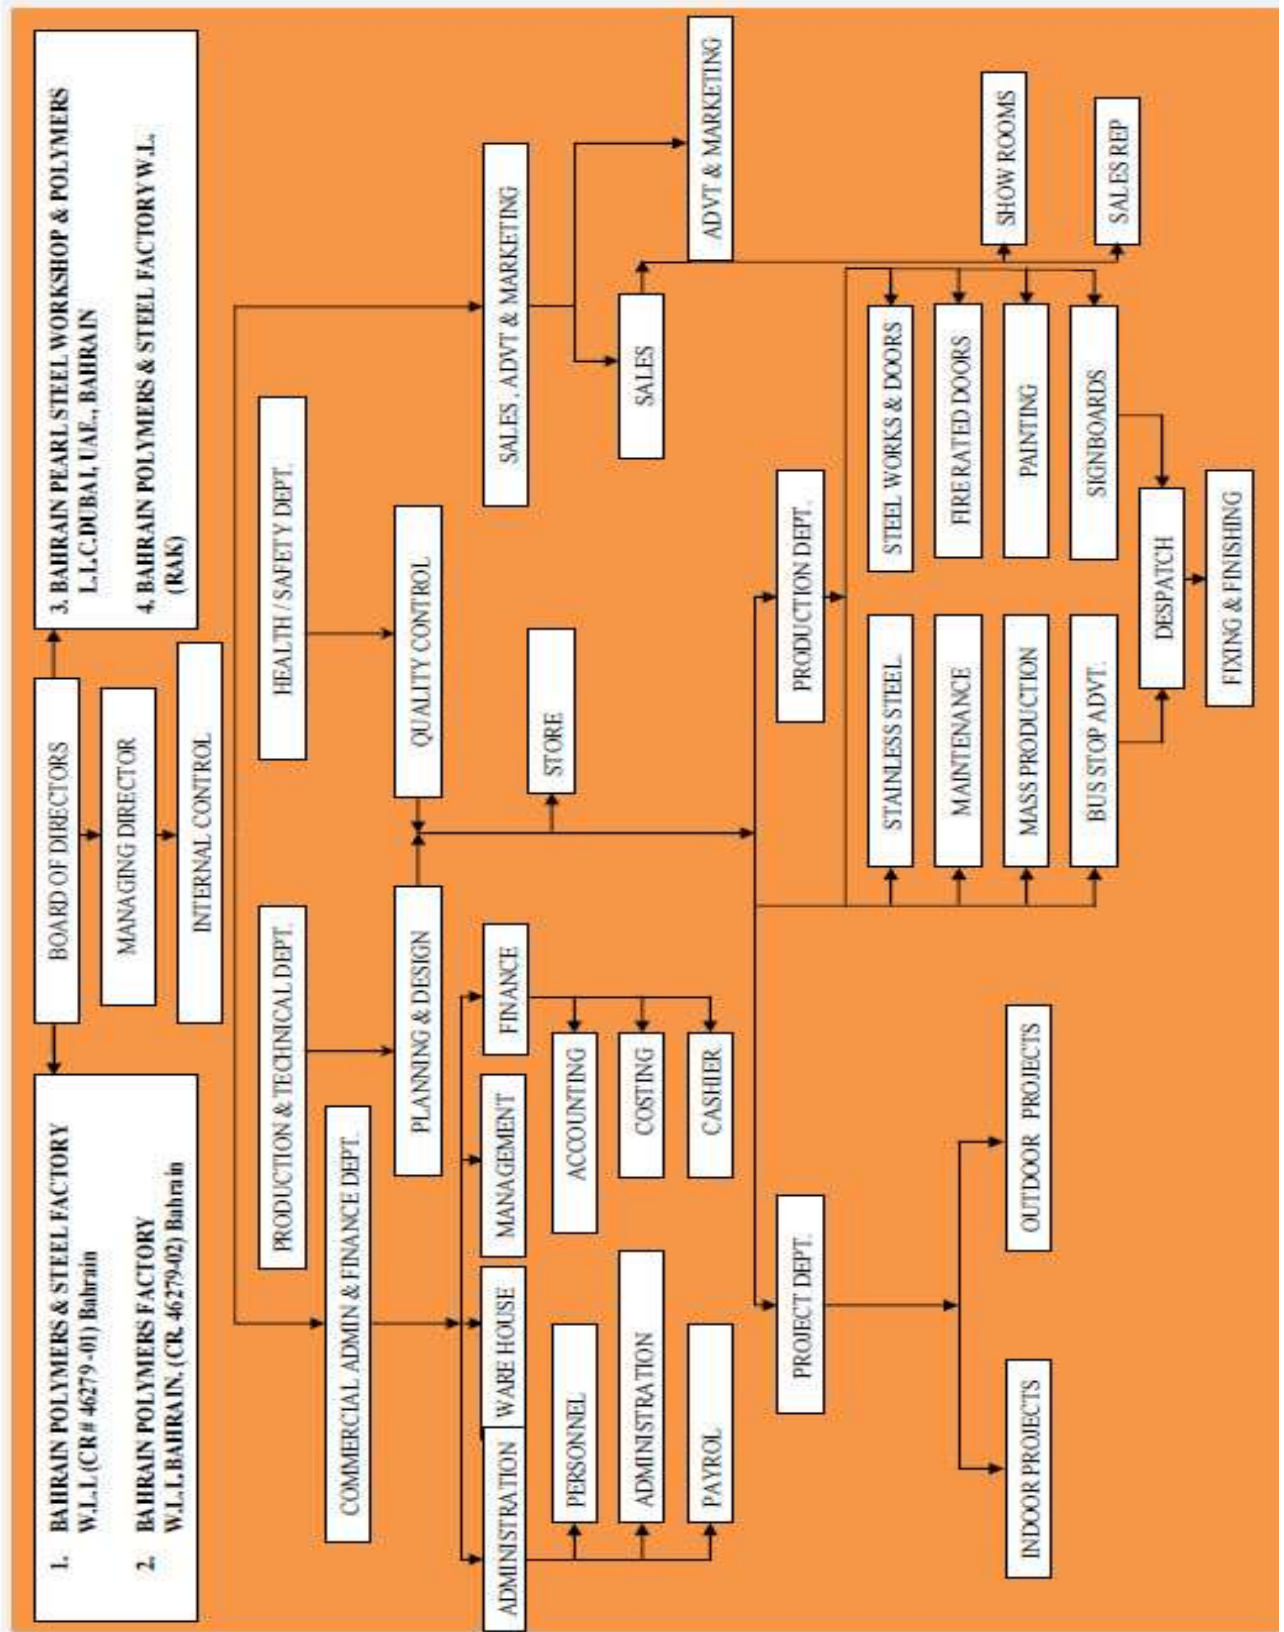 1. BAHRAIN POLYMERS & STEEL FACTORY
W.L.L (CR# 46279-01) Bahrain
2. BAHRAIN POLYMERS FACTORY
W.L.L BAHRAIN. (CR. 46279-02) Bahrain
BOARD OF DIRECTORS
3. BAHRAIN PEARL STEEL WORKSHOP & POLYMERS
L.L.C.DUBAI, UAE., BAHRAIN
4. BAHRAIN POLYMERS & STEEL FACTORY W.L.
(RAK)
MANAGING DIRECTOR
INTERNAL CONTROL
PRODUCTION & TECHNICAL DEPT.
HEALTH / SAFETY DEPT.
COMMERCIAL ADMIN & FINANCE DEPT.
PLANNING & DESIGN
QUALITY CONTROL
SALES , ADVT & MARKETING
ADMINISTRATION
WARE HOUSE
MANAGEMENT
FINANCE
STORE
PERSONNEL
ACCOUNTING
SALES
ADMINISTRATION
COSTING
ADVT & MARKETING
PAYROL
CASHIER
PROJECT DEPT.
PRODUCTION DEPT.
STAINLESS STEEL
STEEL WORKS & DOORS
MAINTENANCE
FIRE RATED DOORS
INDOOR PROJECTS
OUTDOOR PROJECTS
MASS PRODUCTION
PAINTING
SHOW ROOMS
BUS STOP ADVT.
SIGNBOARDS
SALES REP
DESPATCH
FIXING & FINISHING